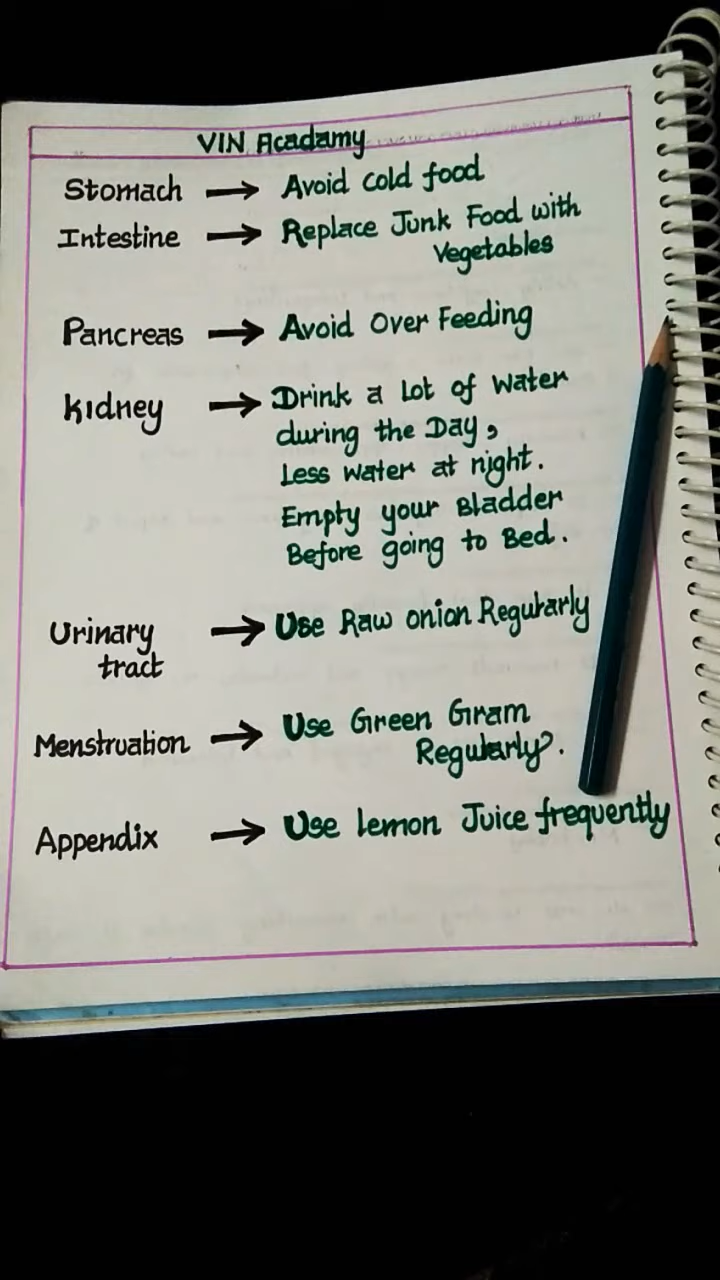 VIN Acadamy
Stomach → Avoid cold food
Intestine → Replace Junk Food with
Vegetables
Pancreas → Avoid Over Feeding
Kidney → Drink a Lot of Water
during the Day,
Less water at night.
Empty your Bladder
Before going to Bed.
Urinary → Use Raw onion Regularly
tract
Menstruation → Use Green Gram
Regularly.
Appendix → Use lemon Juice frequently